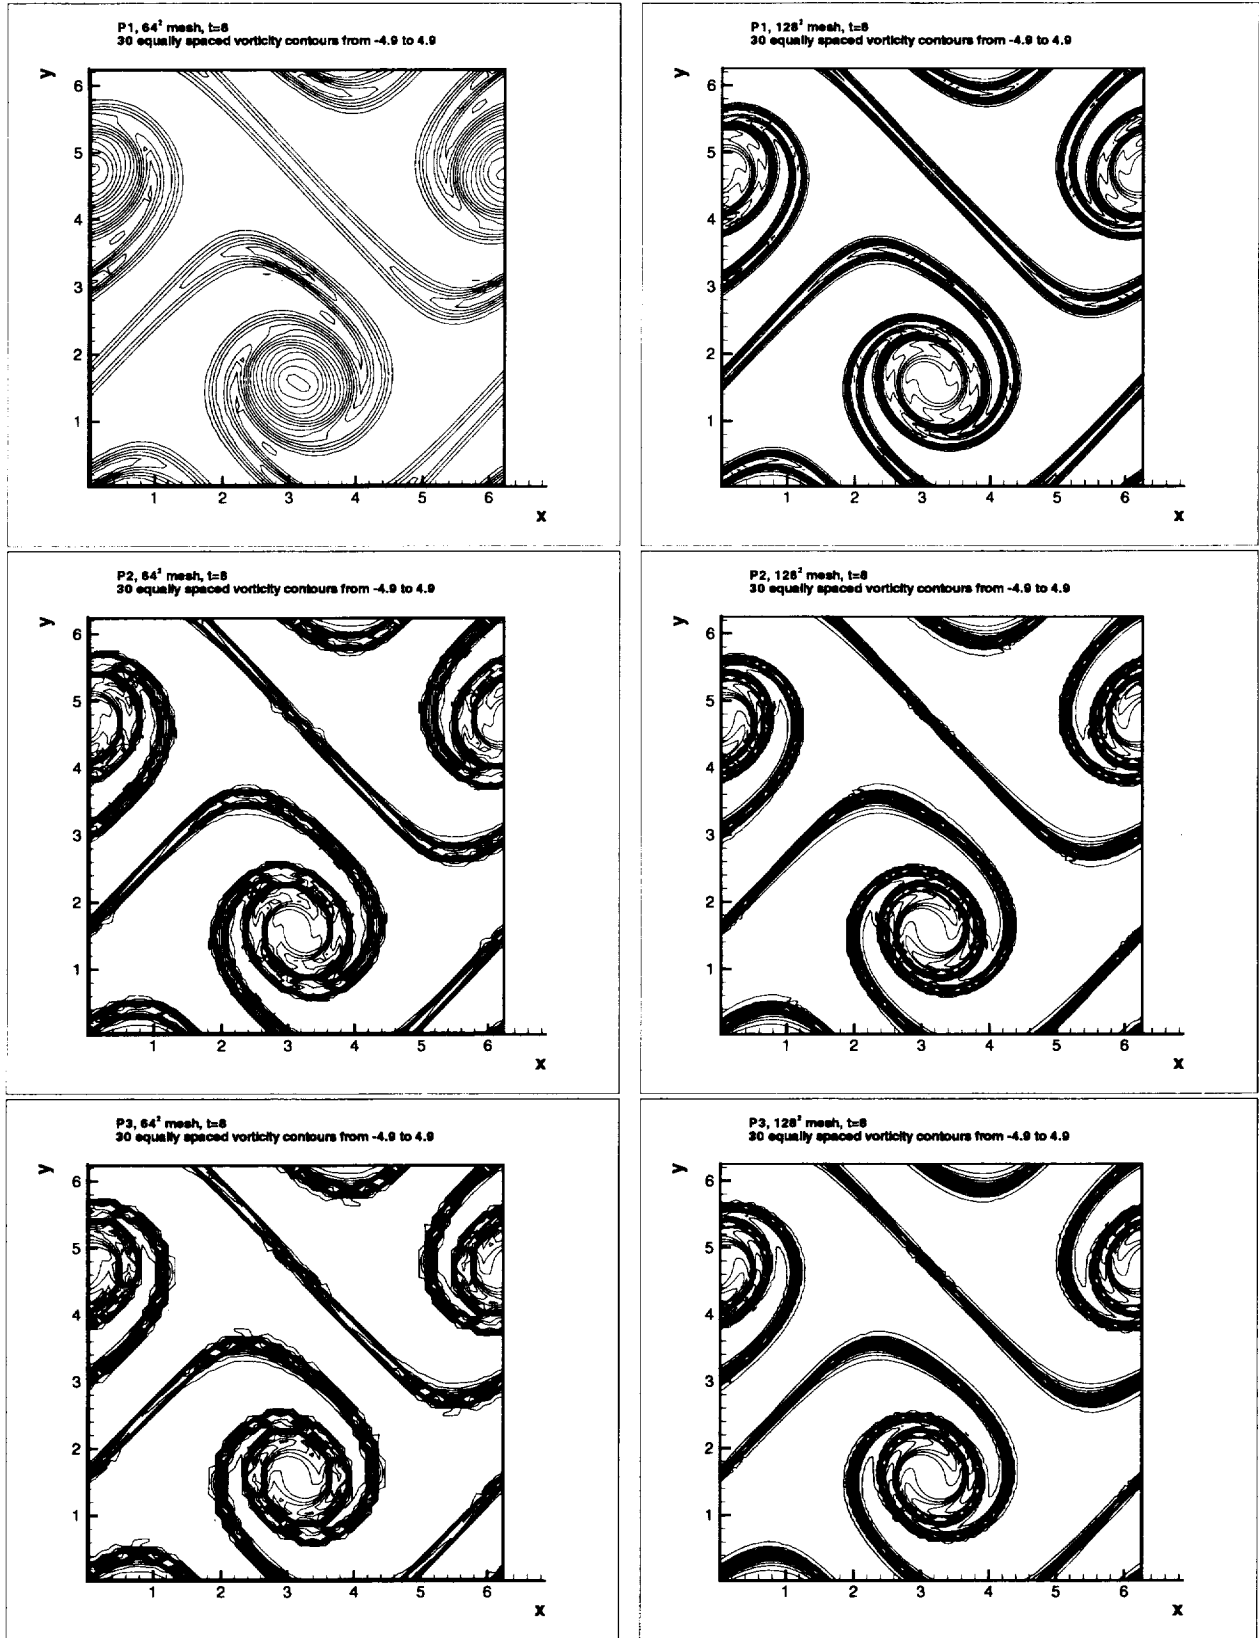 P1, 64² mesh, t=8
30 equally spaced vorticity contours from -4.9 to 4.9
y
6
5
4
3
2
1
1 2 3 4 5 6
x
P1, 128² mesh, t=8
30 equally spaced vorticity contours from -4.9 to 4.9
y
6
5
4
3
2
1
1 2 3 4 5 6
x
P2, 64² mesh, t=8
30 equally spaced vorticity contours from -4.9 to 4.9
y
6
5
4
3
2
1
1 2 3 4 5 6
x
P2, 128² mesh, t=8
30 equally spaced vorticity contours from -4.9 to 4.9
y
6
5
4
3
2
1
1 2 3 4 5 6
x
P3, 64² mesh, t=8
30 equally spaced vorticity contours from -4.9 to 4.9
y
6
5
4
3
2
1
1 2 3 4 5 6
x
P3, 128² mesh, t=8
30 equally spaced vorticity contours from -4.9 to 4.9
y
6
5
4
3
2
1
1 2 3 4 5 6
x